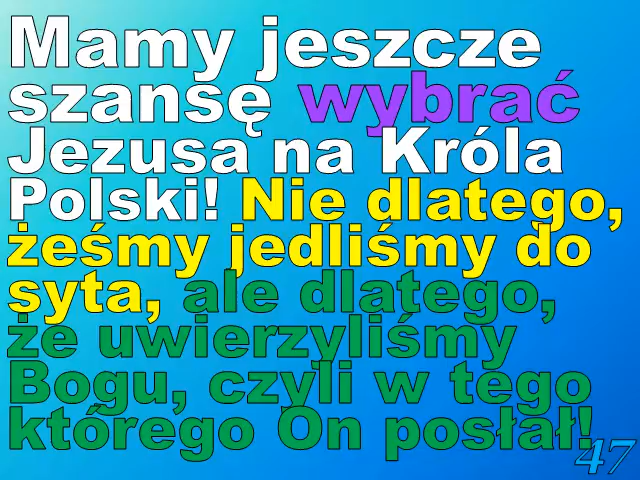 Mamy jeszcze
szansę wybrać
Jezusa na Króla
Polski! Nie dlatego,
żeśmy jedliśmy do
syta, ale dlatego,
że uwierzyliśmy
Bogu, czyli w tego
którego On posłał!
47